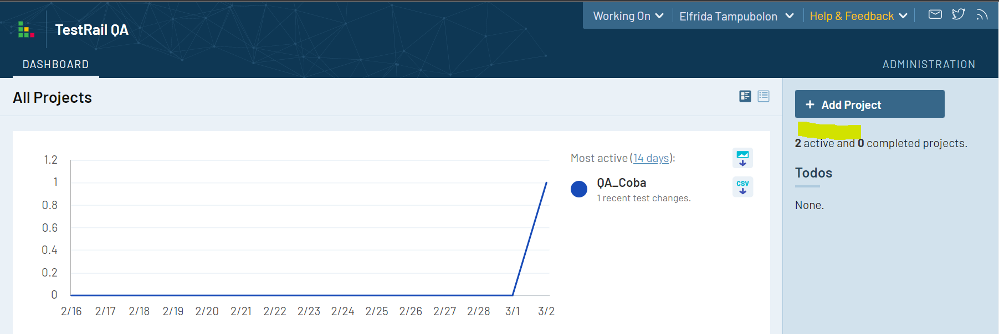 Working On
Elfrida Tampubolon
Help & Feedback
TestRail QA
DASHBOARD
ADMINISTRATION
All Projects
+ Add Project
2 active and 0 completed projects.
Todos
None.
Most active (14 days):
QA_Coba
1 recent test changes.
CSV
1.2
1
0.8
0.6
0.4
0.2
0
2/16 2/17 2/18 2/19 2/20 2/21 2/22 2/23 2/24 2/25 2/26 2/27 2/28 3/1 3/2